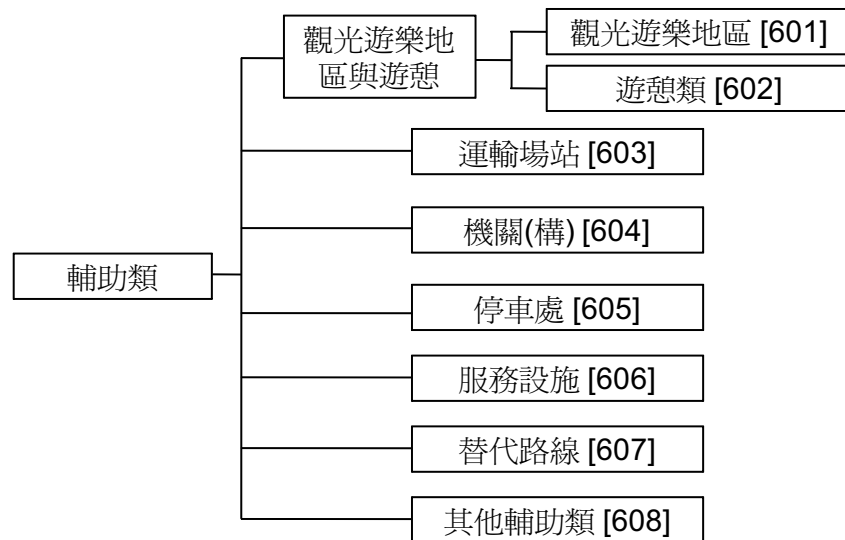 觀光遊樂地
區與遊憩
觀光遊樂地區 [601]
遊憩類 [602]
運輸場站 [603]
機關(構) [604]
輔助類
停車處 [605]
服務設施 [606]
替代路線 [607]
其他輔助類 [608]